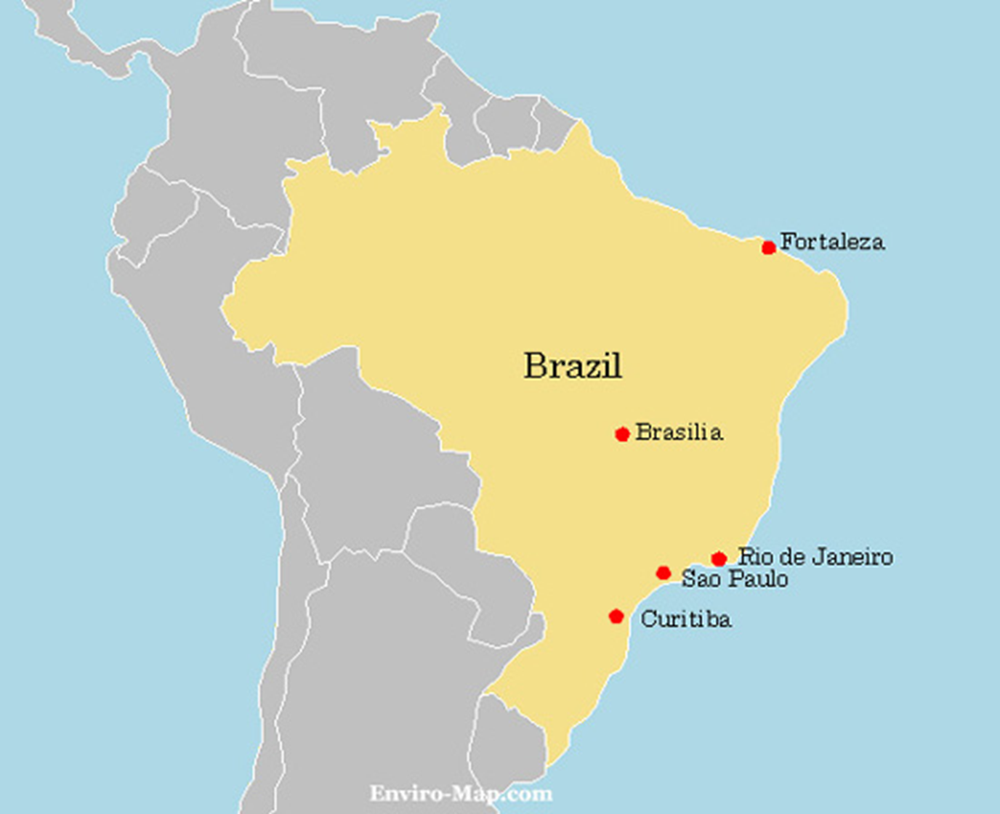 Fortaleza
Brazil
Brasilia
Rio de Janeiro
Sao Paulo
Curitiba
Enviro-Map.com